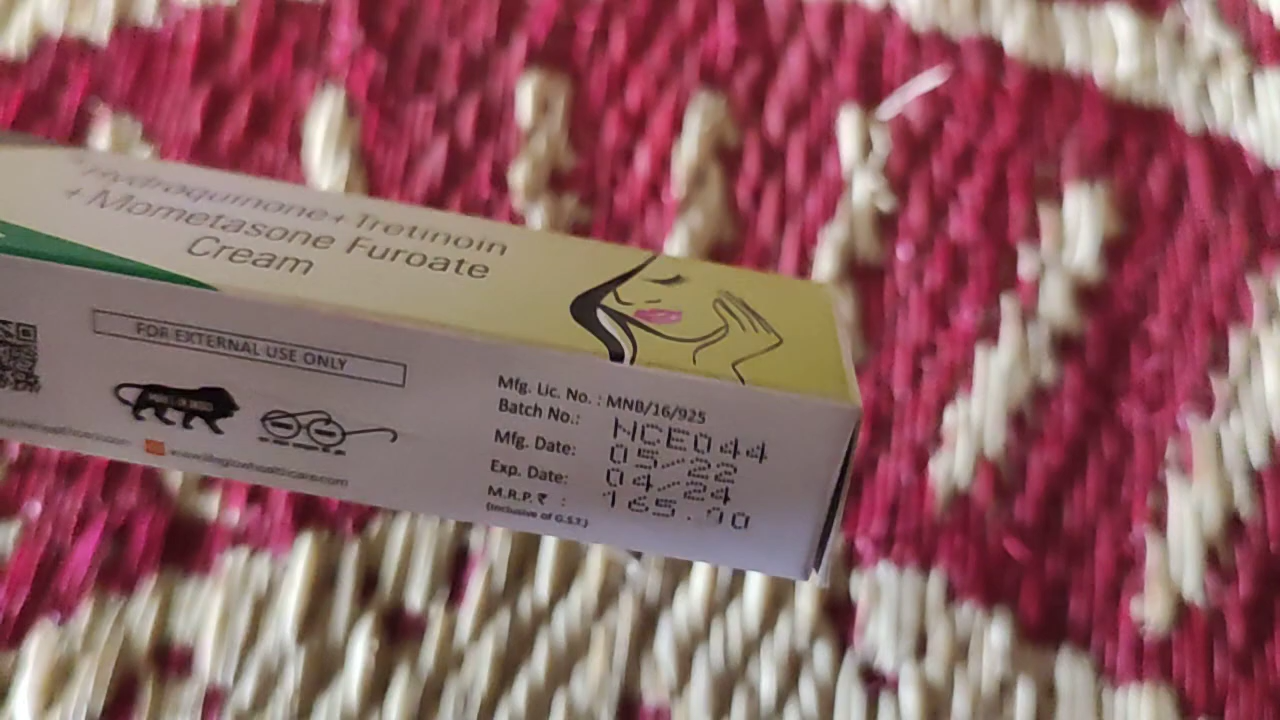 Hydroquinone+ Tretinoin
+ Mometasone Furoate
Cream
FOR EXTERNAL USE ONLY
Mfg. Lic. No. : MNB/16/925
Batch No.: NCE044
Mfg. Date: 05/22
Exp. Date: 04/24
M.R.P. ₹ : 165.00
(Inclusive of G.S.T.)